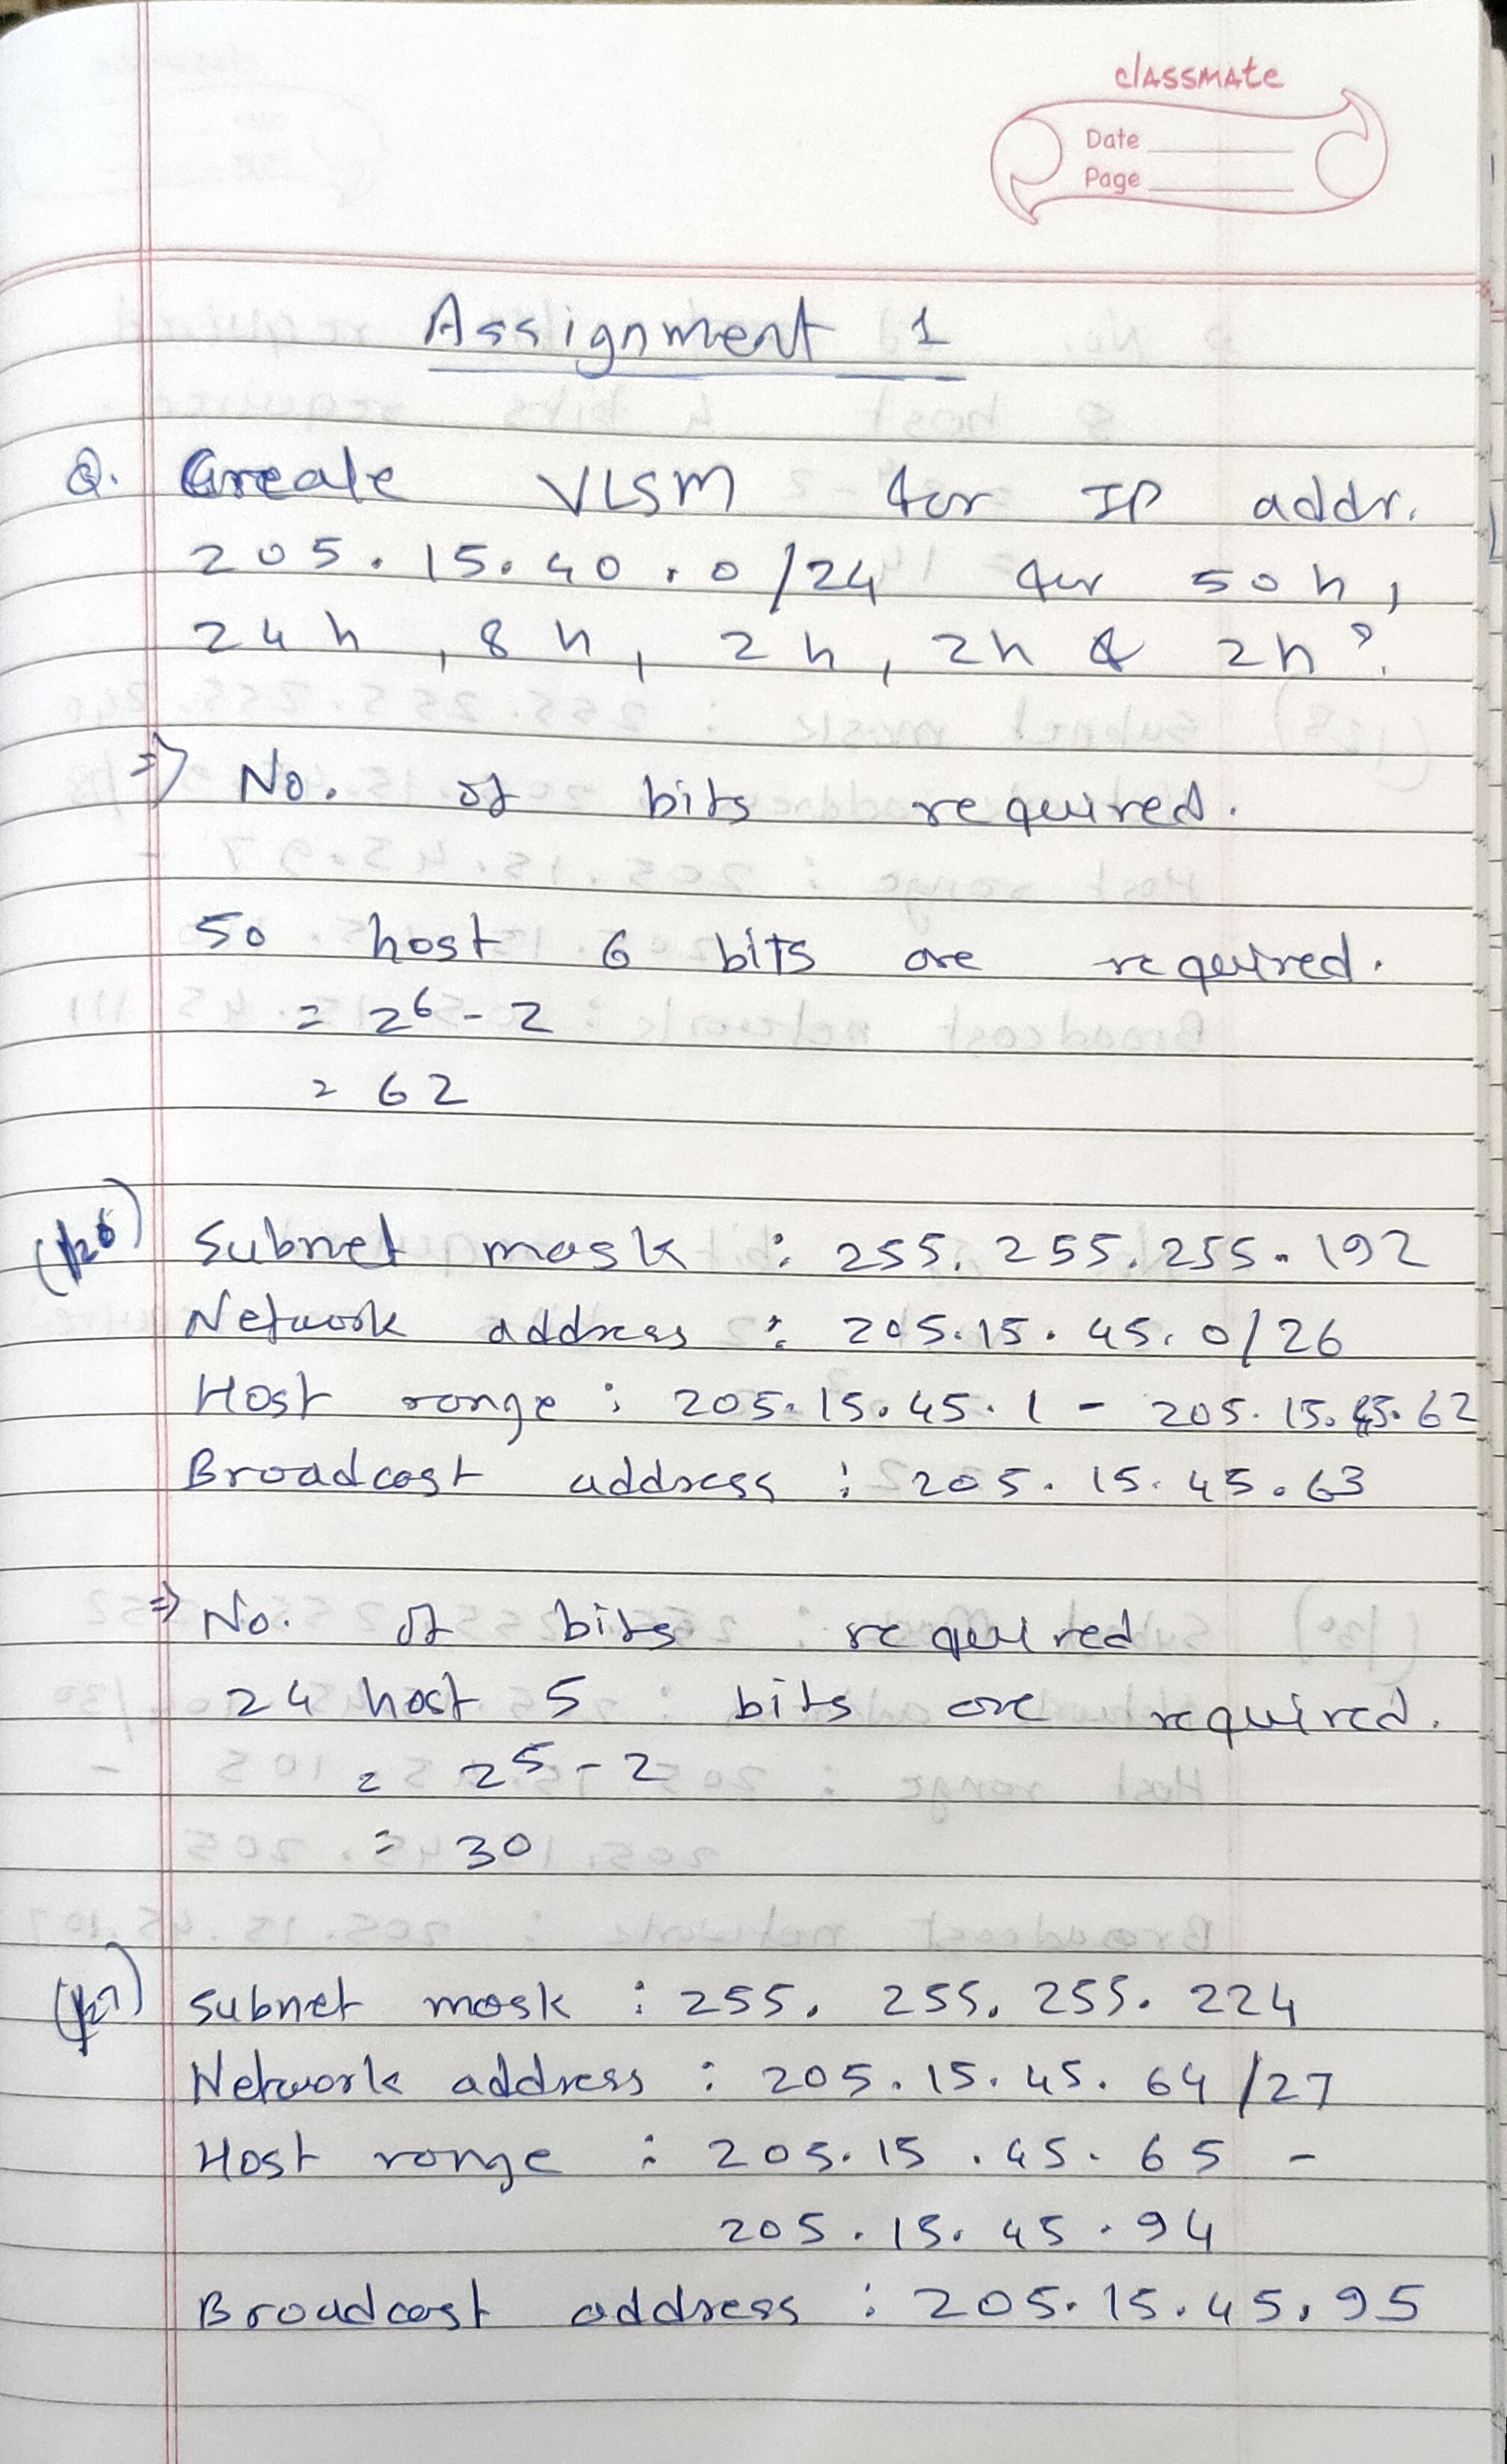 classmate
Date
Page
Assignment 1
Q. Create VLSM for IP addr.
205.15.40.0/24 for 50h,
24h, 8h, 2h, 2h & 2h?
=> No. of bits required.
50 host 6 bits are required.
= 2⁶-2
= 62
(/26) Subnet mask : 255.255.255.192
Network address : 205.15.45.0/26
Host range : 205.15.45.1 - 205.15.45.62
Broadcast address : 205.15.45.63
=> No. of bits required
24 host 5 bits are required.
= 2⁵-2
= 30
(/27) subnet mask : 255.255.255.224
Network address : 205.15.45.64/27
Host range : 205.15.45.65 -
205.15.45.94
Broadcast address : 205.15.45.95